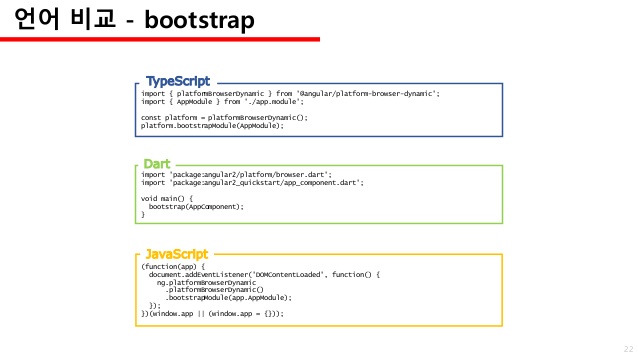 언어 비교 - bootstrap
TypeScript
import { platformBrowserDynamic } from '@angular/platform-browser-dynamic';
import { AppModule } from './app.module';
const platform = platformBrowserDynamic();
platform.bootstrapModule(AppModule);
Dart
import 'package:angular2/platform/browser.dart';
import 'package:angular2_quickstart/app_component.dart';
void main() {
  bootstrap(AppComponent);
}
JavaScript
(function(app) {
  document.addEventListener('DOMContentLoaded', function() {
    ng.platformBrowserDynamic
      .platformBrowserDynamic()
      .bootstrapModule(app.AppModule);
  });
})(window.app || (window.app = {}));
22